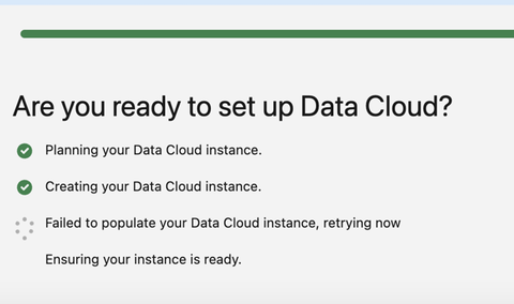 Are you ready to set up Data Cloud?
Planning your Data Cloud instance.
Creating your Data Cloud instance.
Failed to populate your Data Cloud instance, retrying now
Ensuring your instance is ready.